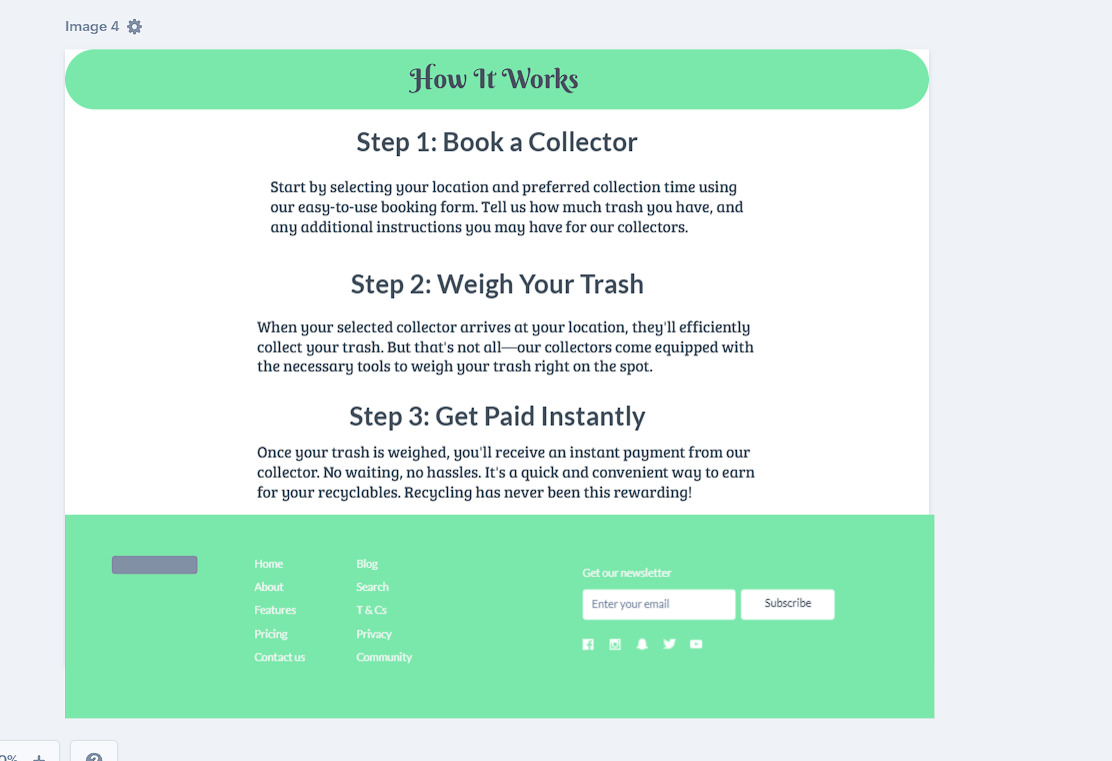 Image 4
How It Works
Step 1: Book a Collector
Start by selecting your location and preferred collection time using
our easy-to-use booking form. Tell us how much trash you have, and
any additional instructions you may have for our collectors.
Step 2: Weigh Your Trash
When your selected collector arrives at your location, they'll efficiently
collect your trash. But that's not all—our collectors come equipped with
the necessary tools to weigh your trash right on the spot.
Step 3: Get Paid Instantly
Once your trash is weighed, you'll receive an instant payment from our
collector. No waiting, no hassles. It's a quick and convenient way to earn
for your recyclables. Recycling has never been this rewarding!
Home
About
Features
Pricing
Contact us
Blog
Search
T & Cs
Privacy
Community
Get our newsletter
Enter your email
Subscribe